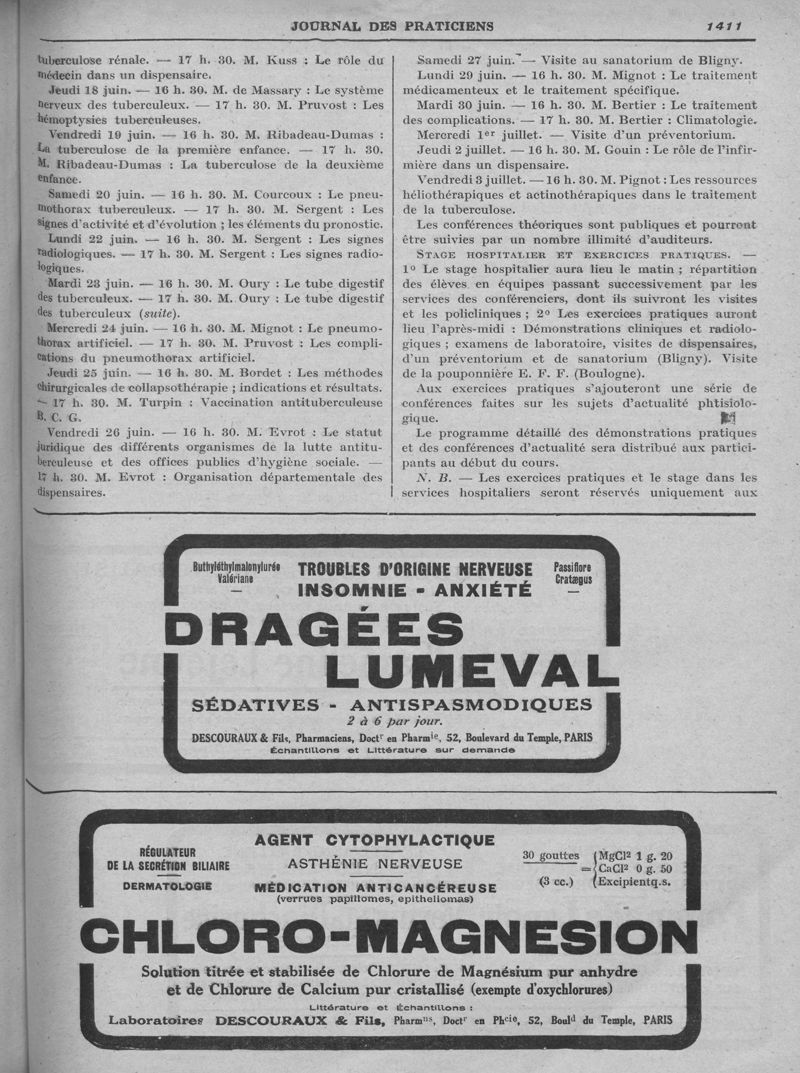 JOURNAL DES PRATICIENS 1411
tuberculose rénale. — 17 h. 30. M. Kuss : Le rôle du
médecin dans un dispensaire.
Jeudi 18 juin. — 16 h. 30. M. de Massary : Le système
nerveux des tuberculeux. — 17 h. 30. M. Pruvost : Les
hémoptysies tuberculeuses.
Vendredi 19 juin. — 16 h. 30. M. Ribadeau-Dumas :
La tuberculose de la première enfance. — 17 h. 30.
M. Ribadeau-Dumas : La tuberculose de la deuxième
enfance.
Samedi 20 juin. — 16 h. 30. M. Courcoux : Le pneu-
mothorax tuberculeux. — 17 h. 30. M. Sergent : Les
signes d'activité et d'évolution ; les éléments du pronostic.
Lundi 22 juin. — 16 h. 30. M. Sergent : Les signes
radiologiques. — 17 h. 30. M. Sergent : Les signes radio-
logiques.
Mardi 23 juin. — 16 h. 30. M. Oury : Le tube digestif
des tuberculeux. — 17 h. 30. M. Oury : Le tube digestif
des tuberculeux (suite).
Mercredi 24 juin. — 16 h. 30. M. Mignot : Le pneumo-
thorax artificiel. — 17 h. 30. M. Pruvost : Les compli-
cations du pneumothorax artificiel.
Jeudi 25 juin. — 16 h. 30. M. Bordet : Les méthodes
chirurgicales de collapsothérapie ; indications et résultats.
— 17 h. 30. M. Turpin : Vaccination antituberculeuse
B. C. G.
Vendredi 26 juin. — 16 h. 30. M. Evrot : Le statut
juridique des différents organismes de la lutte antitu-
berculeuse et des offices publics d'hygiène sociale. —
17 h. 30. M. Evrot : Organisation départementale des
dispensaires.
Samedi 27 juin. — Visite au sanatorium de Bligny.
Lundi 29 juin. — 16 h. 30. M. Mignot : Le traitement
médicamenteux et le traitement spécifique.
Mardi 30 juin. — 16 h. 30. M. Bertier : Le traitement
des complications. — 17 h. 30. M. Bertier : Climatologie.
Mercredi 1er juillet. — Visite d'un préventorium.
Jeudi 2 juillet. — 16 h. 30. M. Gouin : Le rôle de l'infir-
mière dans un dispensaire.
Vendredi 3 juillet. — 16 h. 30. M. Pignot : Les ressources
héliothérapiques et actinothérapiques dans le traitement
de la tuberculose.
Les conférences théoriques sont publiques et pourront
être suivies par un nombre illimité d'auditeurs.
STAGE HOSPITALIER ET EXERCICES PRATIQUES. —
1º Le stage hospitalier aura lieu le matin ; répartition
des élèves en équipes passant successivement par les
services des conférenciers, dont ils suivront les visites
et les policliniques ; 2º Les exercices pratiques auront
lieu l'après-midi : Démonstrations cliniques et radiolo-
giques ; examens de laboratoire, visites de dispensaires,
d'un préventorium et de sanatorium (Bligny). Visite
de la pouponnière E. F. F. (Boulogne).
Aux exercices pratiques s'ajouteront une série de
conférences faites sur les sujets d'actualité phtisiolo-
gique.
Le programme détaillé des démonstrations pratiques
et des conférences d'actualité sera distribué aux partici-
pants au début du cours.
N. B. — Les exercices pratiques et le stage dans les
services hospitaliers seront réservés uniquement aux
Buthyléthylmalonylurée
Valériane
—
TROUBLES D'ORIGINE NERVEUSE
INSOMNIE - ANXIÉTÉ
Passiflore
Cratægus
—
DRAGÉES
LUMEVAL
SÉDATIVES - ANTISPASMODIQUES
2 à 6 par jour.
DESCOURAUX & Fils, Pharmaciens, Doctr en Pharmie, 52, Boulevard du Temple, PARIS
Échantillons et Littérature sur demande
RÉGULATEUR
DE LA SECRÉTION BILIAIRE
DERMATOLOGIE
AGENT CYTOPHYLACTIQUE
ASTHÉNIE NERVEUSE
MÉDICATION ANTICANCÉREUSE
(verrues papillomes, epitheliomas)
30 gouttes
(3 cc.)
= { MgCl² 1 g. 20
CaCl² 0 g. 50
Excipientq.s.
CHLORO-MAGNESION
Solution titrée et stabilisée de Chlorure de Magnésium pur anhydre
et de Chlorure de Calcium pur cristallisé (exempte d'oxychlorures)
Littérature et Échantillons :
Laboratoires DESCOURAUX & Fils, Pharmns, Doctr en Phcie, 52, Bould du Temple, PARIS